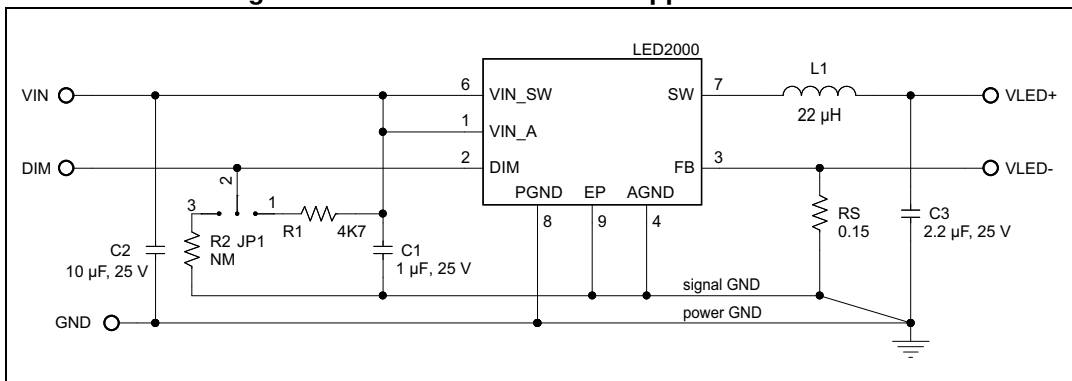 LED2000
L1
VIN
6
VIN_SW
SW
7
VLED+
22 µH
1
VIN_A
DIM
2
DIM
FB
3
VLED-
2
PGND
EP
AGND
3
1
8
9
4
R2
JP1
R1
4K7
NM
RS
0.15
C3
2.2 µF, 25 V
C2
10 µF, 25 V
C1
1 µF, 25 V
signal GND
power GND
GND